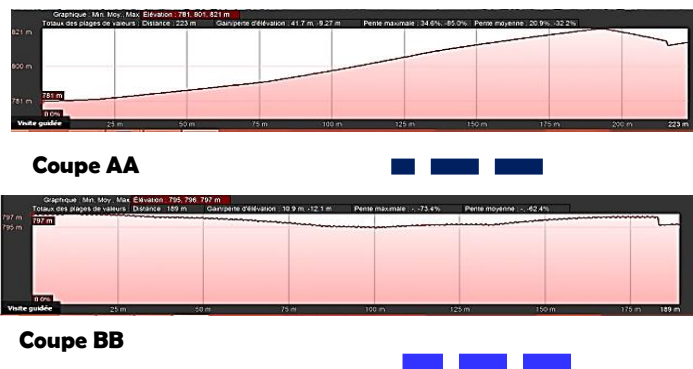 Graphique : Min. Moy. Max. Élévation : 781, 801, 821 m
Totaux des plages de valeurs : Distance : 223 m Gain/perte d'élévation : 41.7 m, -9.27 m Pente maximale : 34.6%, -85.0% Pente moyenne : 20.9%, -32.2%
821 m
800 m
781 m
781 m
0.0%
Visite guidée 25 m 50 m 75 m 100 m 125 m 150 m 175 m 200 m 223 m
Coupe AA
Graphique : Min. Moy. Max. Élévation : 795, 796, 797 m
Totaux des plages de valeurs : Distance : 189 m Gain/perte d'élévation : 10.9 m, -12.1 m Pente maximale : -, -73.4% Pente moyenne : -, -62.4%
797 m
797 m
795 m
0.0%
Visite guidée 25 m 50 m 75 m 100 m 125 m 150 m 175 m 189 m
Coupe BB